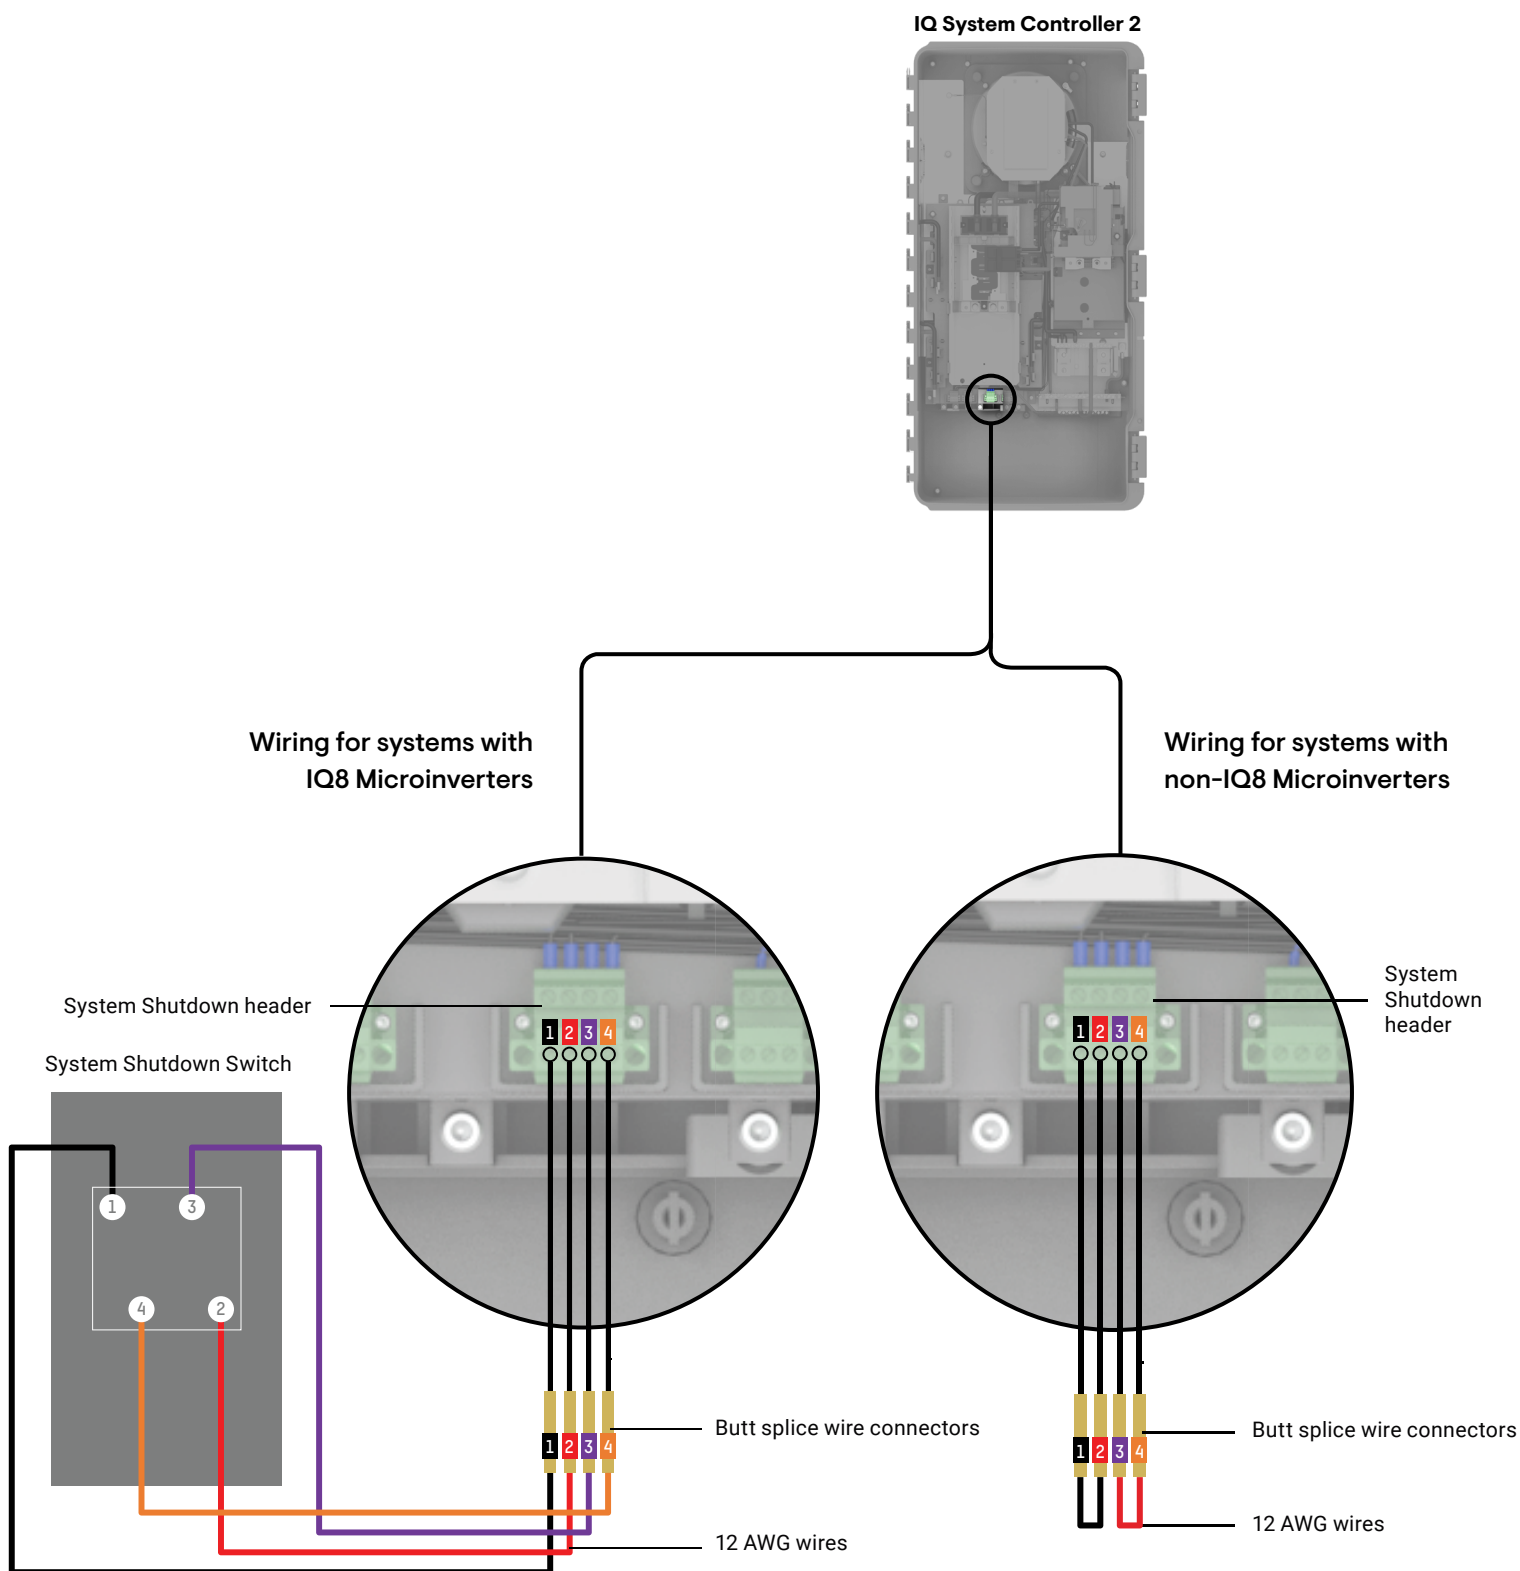 IQ System Controller 2
Wiring for systems with
IQ8 Microinverters
Wiring for systems with
non-IQ8 Microinverters
System Shutdown header
1 2 3 4
System
Shutdown
header
1 2 3 4
System Shutdown Switch
1 3
4 2
Butt splice wire connectors
1 2 3 4
12 AWG wires
Butt splice wire connectors
1 2 3 4
12 AWG wires